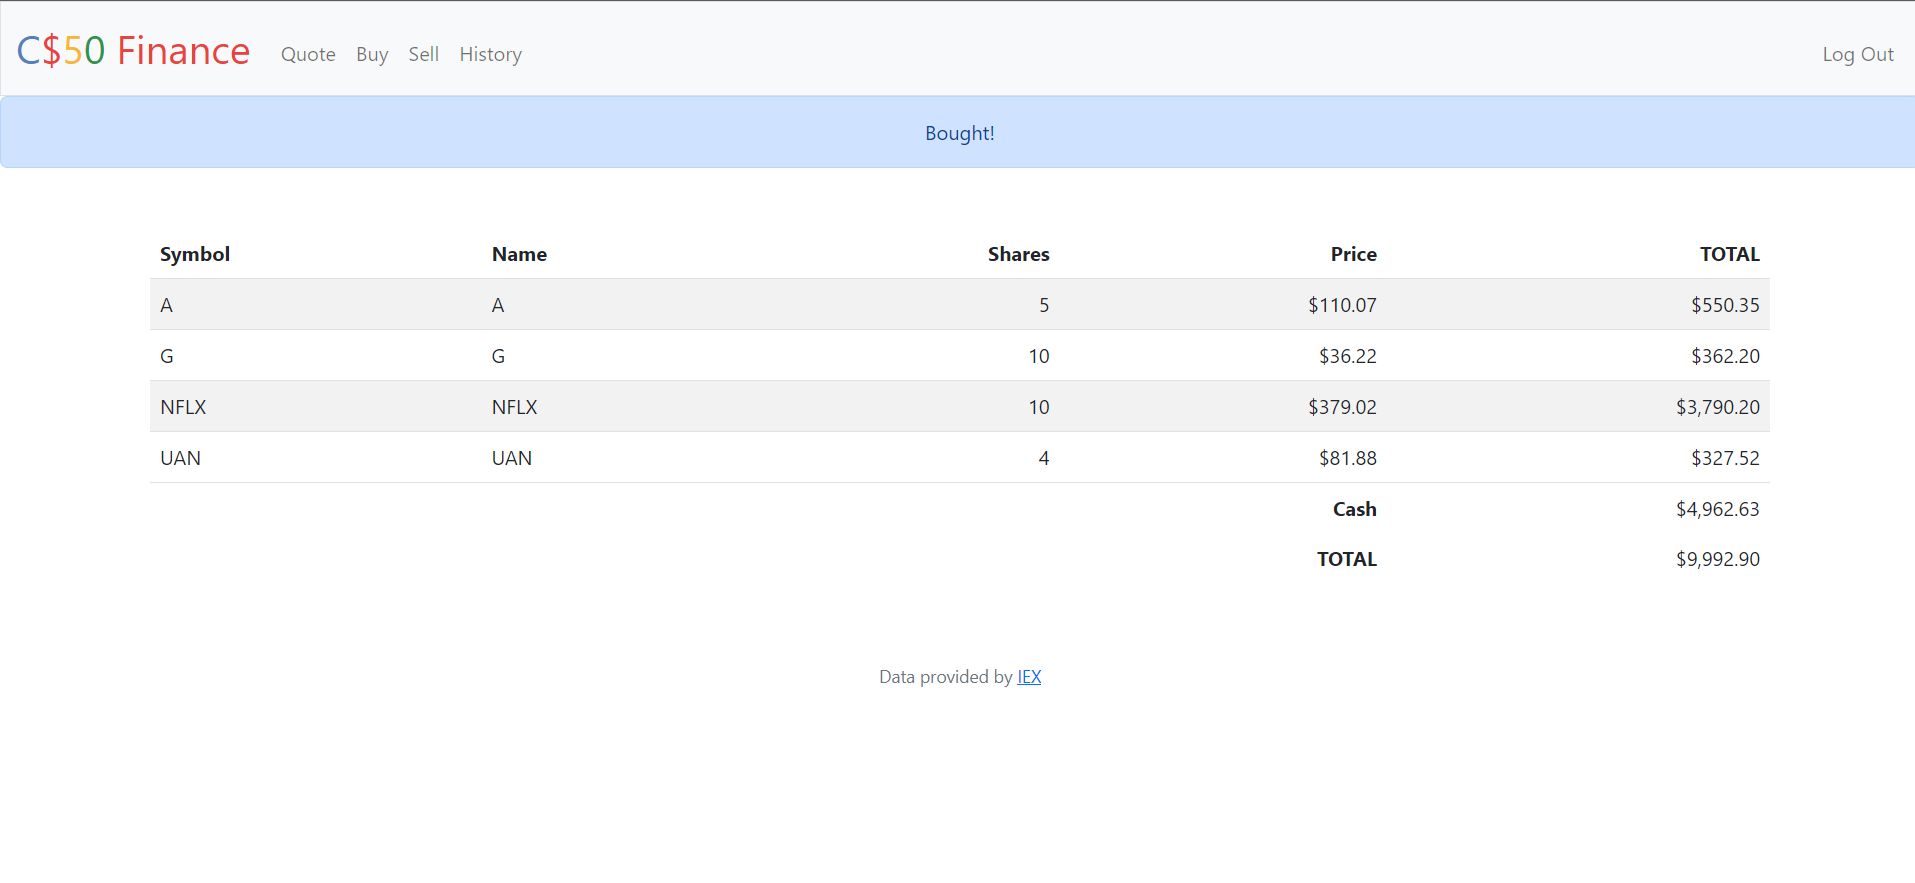 C$50 Finance Quote Buy Sell History Log Out
Bought!
Symbol Name Shares Price TOTAL
A A 5 $110.07 $550.35
G G 10 $36.22 $362.20
NFLX NFLX 10 $379.02 $3,790.20
UAN UAN 4 $81.88 $327.52
Cash $4,962.63
TOTAL $9,992.90
Data provided by IEX